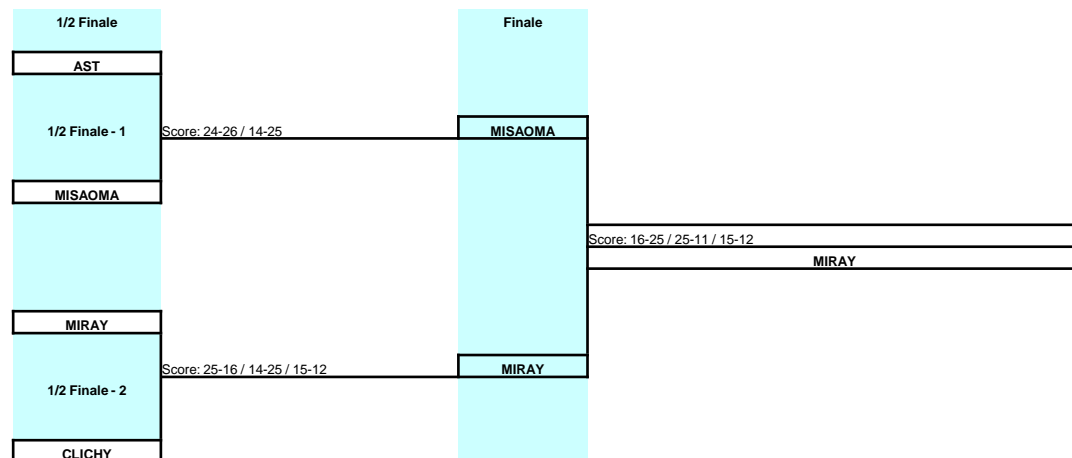 1/2 Finale
Finale
AST
1/2 Finale - 1
Score: 24-26 / 14-25
MISAOMA
MISAOMA
Score: 16-25 / 25-11 / 15-12
MIRAY
MIRAY
Score: 25-16 / 14-25 / 15-12
MIRAY
1/2 Finale - 2
CLICHY